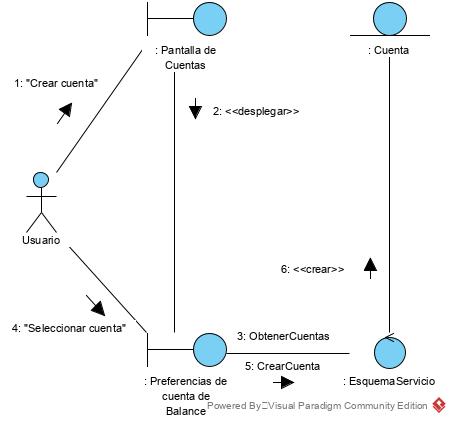 : Pantalla de
Cuentas
: Cuenta
1: "Crear cuenta"
2: <<desplegar>>
Usuario
6: <<crear>>
4: "Seleccionar cuenta"
3: ObtenerCuentas
5: CrearCuenta
: Preferencias de
cuenta de
Balance
: EsquemaServicio
Powered By Visual Paradigm Community Edition